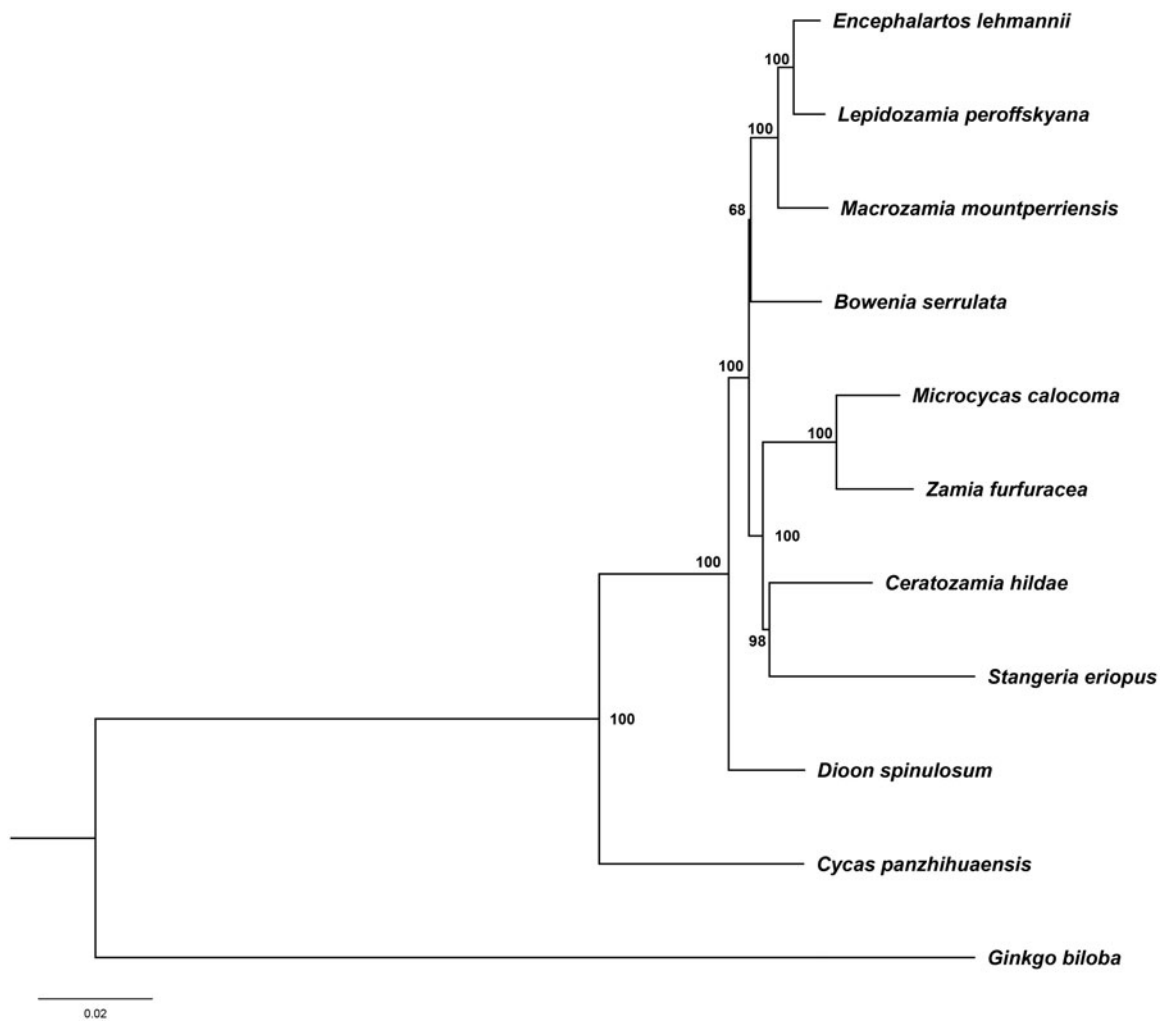 Encephalartos lehmannii
100
Lepidozamia peroffskyana
100
Macrozamia mountperriensis
68
Bowenia serrulata
100
Microcycas calocoma
100
Zamia furfuracea
100
100
Ceratozamia hildae
98
Stangeria eriopus
100
Dioon spinulosum
Cycas panzhihuaensis
Ginkgo biloba
0.02